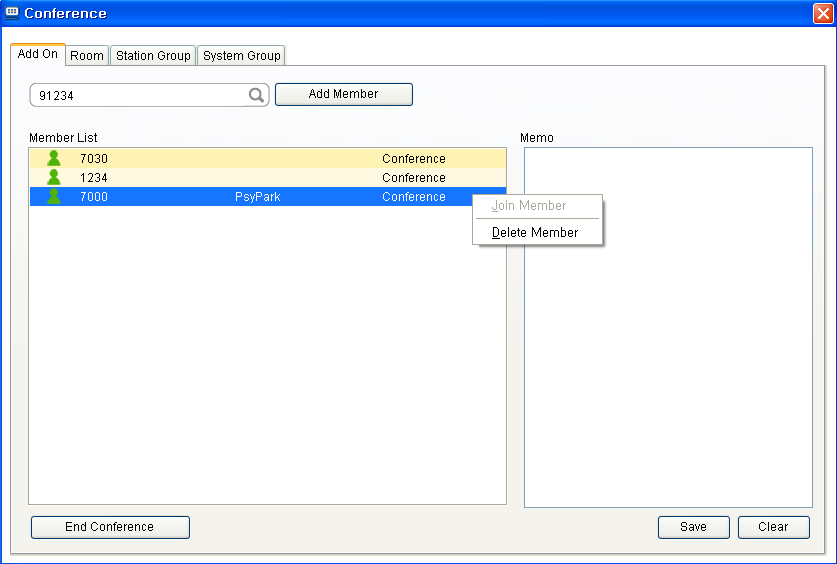 Conference
Add On Room Station Group System Group
91234 Add Member
Member List Memo
7030 Conference
1234 Conference
7000 PsyPark Conference
Join Member
Delete Member
End Conference Save Clear